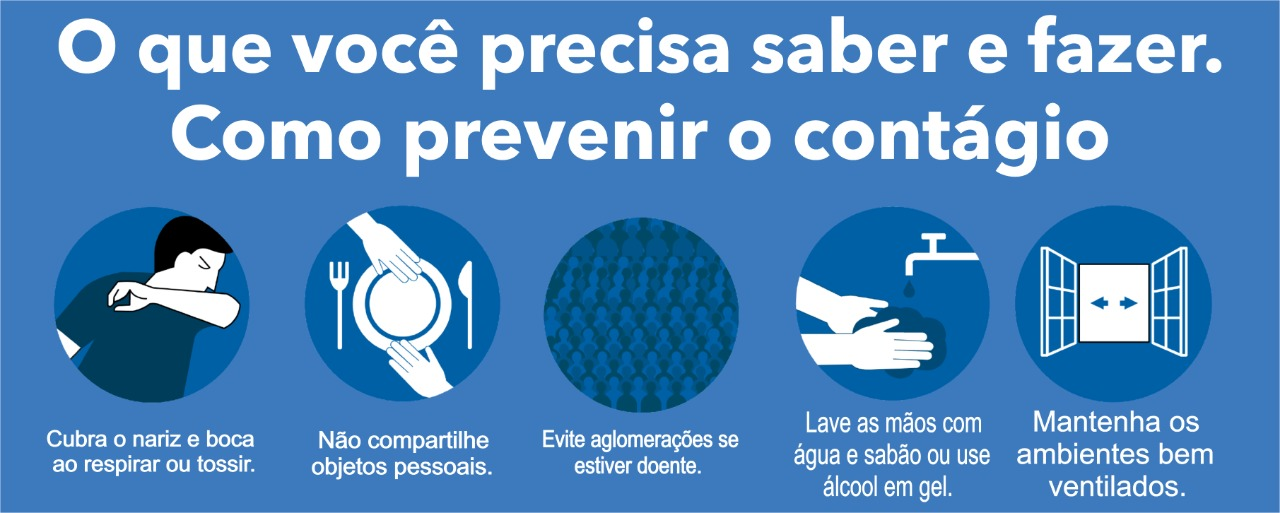 O que você precisa saber e fazer.
Como prevenir o contágio
Cubra o nariz e boca
ao respirar ou tossir.
Não compartilhe
objetos pessoais.
Evite aglomerações se
estiver doente.
Lave as mãos com
água e sabão ou use
álcool em gel.
Mantenha os
ambientes bem
ventilados.